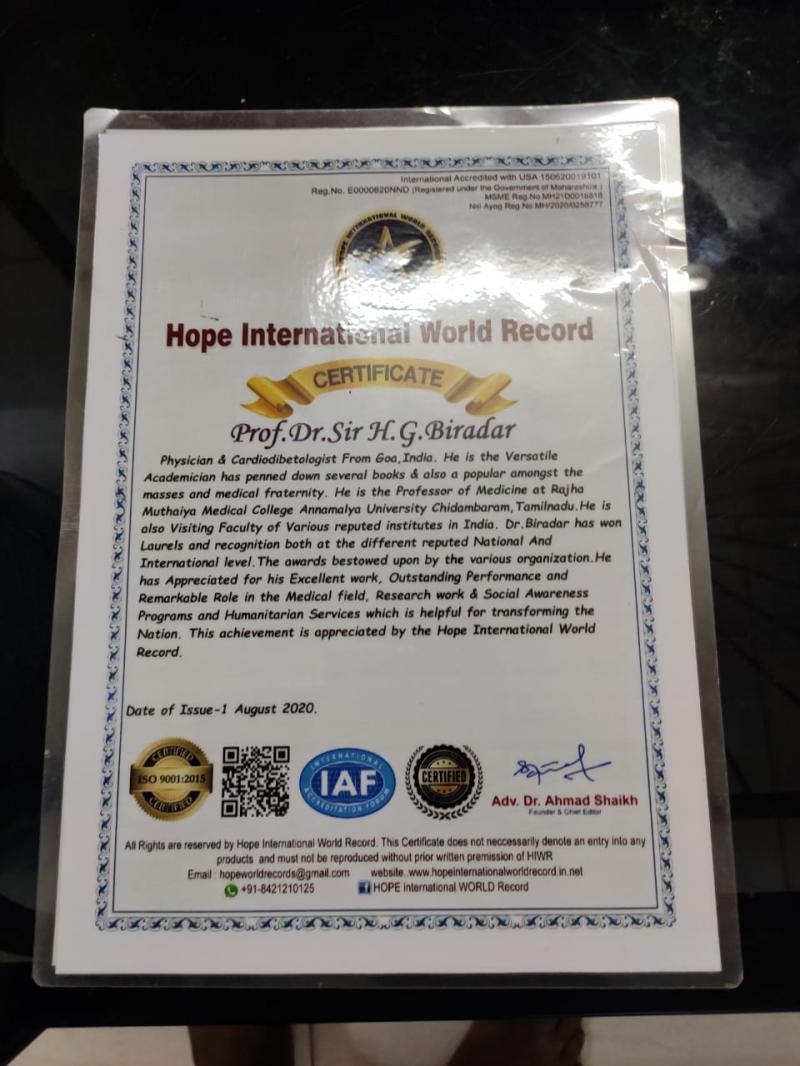 International Accredited with USA 150620019101
Reg.No. E0000620NND (Registered under the Government of Maharashtra )
MSME Reg.No.MH21D0016818
Niti Ayog Reg.No.MH/2020/0258777
HOPE INTERNATIONAL WORLD RECORD
Hope International World Record
CERTIFICATE
Prof.Dr.Sir H.G.Biradar
Physician & Cardiodibetologist From Goa,India. He is the Versatile
Academician has penned down several books & also a popular amongst the
masses and medical fraternity. He is the Professor of Medicine at Rajha
Muthaiya Medical College Annamalya University Chidambaram,Tamilnadu.He is
also Visiting Faculty of Various reputed institutes in India. Dr.Biradar has won
Laurels and recognition both at the different reputed National And
International level.The awards bestowed upon by the various organization.He
has Appreciated for his Excellent work, Outstanding Performance and
Remarkable Role in the Medical field, Research work & Social Awareness
Programs and Humanitarian Services which is helpful for transforming the
Nation. This achievement is appreciated by the Hope International World
Record.
Date of Issue-1 August 2020.
CERTIFIED
ISO 9001:2015
CERTIFIED
INTERNATIONAL
IAF
ACCREDITATION FORUM
CERTIFIED
Adv. Dr. Ahmad Shaikh
Founder & Chief Editor
All Rights are reserved by Hope International World Record. This Certificate does not neccessarily denote an entry into any
products and must not be reproduced without prior written premission of HIWR
Email : hopeworldrecords@gmail.com website..www.hopeinternationalworldrecord.in.net
+91-8421210125 HOPE international WORLD Record